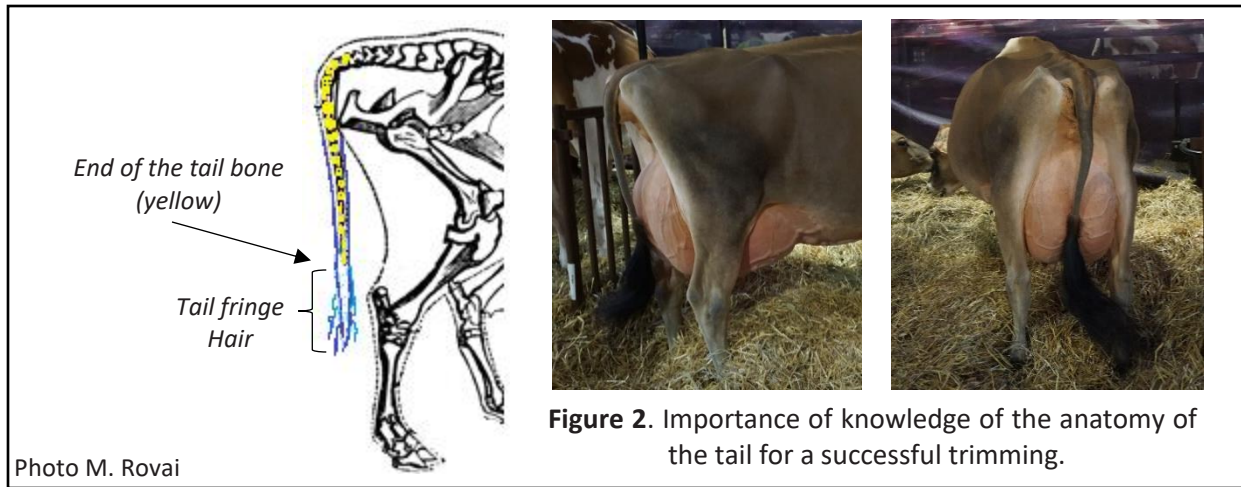 End of the tail bone
(yellow)
Tail fringe
Hair
Photo M. Rovai
Figure 2. Importance of knowledge of the anatomy of
the tail for a successful trimming.